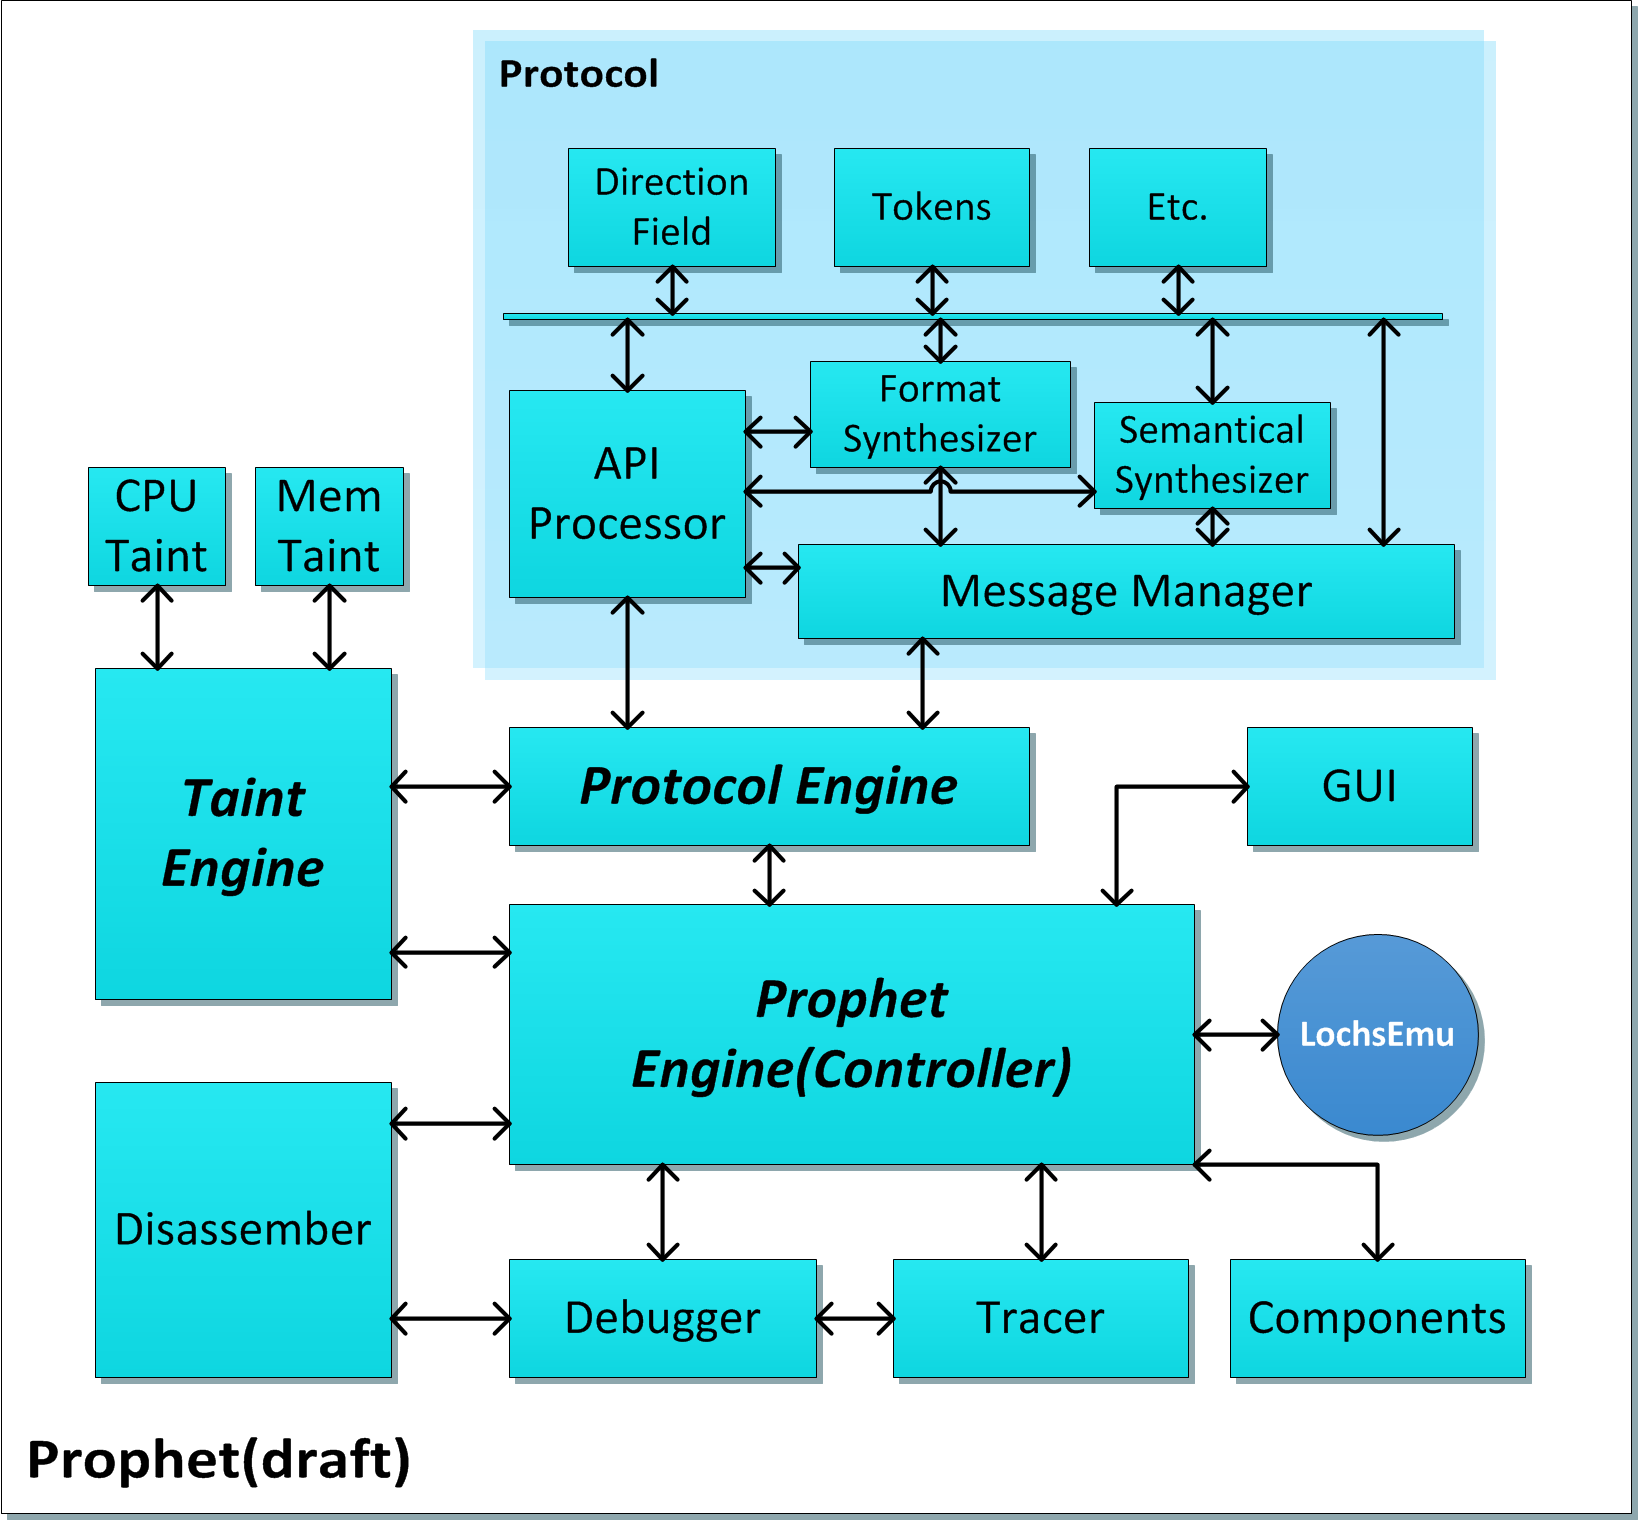 Protocol
Direction
Field
Tokens
Etc.
Format
Synthesizer
Semantical
Synthesizer
API
Processor
CPU
Taint
Mem
Taint
Message Manager
Taint
Engine
Protocol Engine
GUI
Prophet
Engine(Controller)
LochsEmu
Disassember
Debugger
Tracer
Components
Prophet(draft)